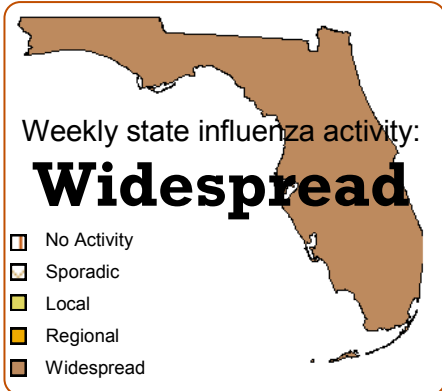 Weekly state influenza activity:
Widespread
No Activity
Sporadic
Local
Regional
Widespread